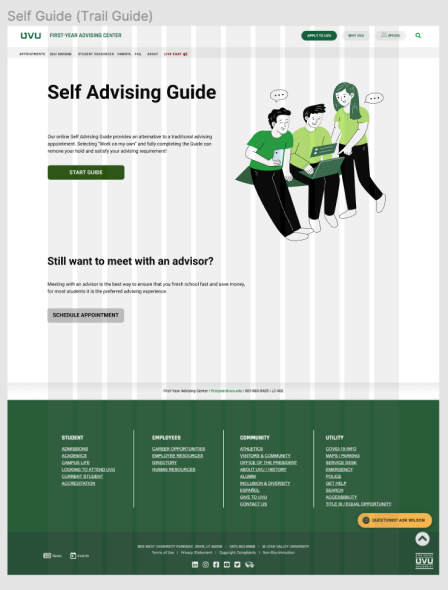 Self Guide (Trail Guide)
UVU FIRST-YEAR ADVISING CENTER
APPLY TO UVU WHY UVU
APPOINTMENTS STUDENT RESOURCES PARENTS FAQ ABOUT LIVE CHAT
Self Advising Guide
Our online Self Advising Guide provides an alternative to a traditional advising
appointment. Selecting "Work on my own" and fully completing the Guide can
remove your hold and satisfy your advising requirement!
START GUIDE
Still want to meet with an advisor?
Meeting with an advisor is the best way to ensure that you finish school fast and save money,
for most students it is the preferred advising experience.
SCHEDULE APPOINTMENT
First-Year Advising Center / firstyear@uvu.edu / 801-863-8425 / LC 402
STUDENT
ADMISSIONS
ACADEMICS
CAMPUS LIFE
LOOKING TO ATTEND UVU
CURRENT STUDENT
ACCREDITATION
EMPLOYEES
CAREER OPPORTUNITIES
EMPLOYEE RESOURCES
DIRECTORY
HUMAN RESOURCES
COMMUNITY
ATHLETICS
VISITORS & COMMUNITY
OFFICE OF THE PRESIDENT
ABOUT UVU / HISTORY
ALUMNI
INCLUSION & DIVERSITY
ESPAÑOL
GIVE TO UVU
CONTACT US
UTILITY
COVID-19 INFO
MAPS / PARKING
SERVICE DESK
EMERGENCY
POLICE
GET HELP
SEARCH
ACCESSIBILITY
TITLE IX / EQUAL OPPORTUNITY
QUESTIONS? ASK WILSON
News Events
800 WEST UNIVERSITY PARKWAY, OREM, UT 84058 | (801) 863-8888 | © UTAH VALLEY UNIVERSITY
Terms of Use | Privacy Statement | Copyright Complaints | Non-Discrimination
UVU